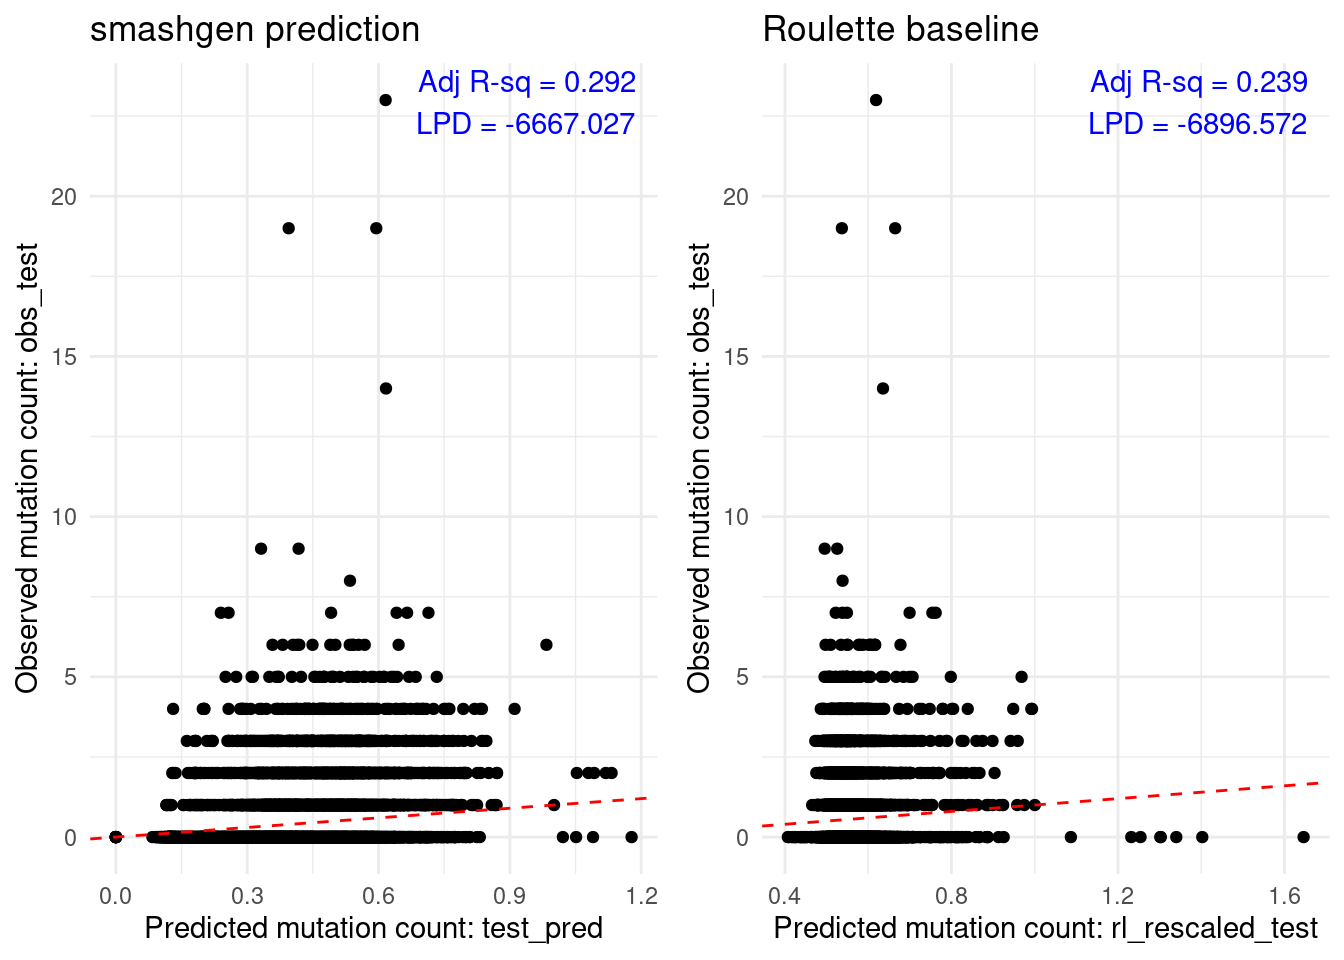 smashgen prediction
Adj R-sq = 0.292
LPD = -6667.027
Observed mutation count: obs_test
20
15
10
5
0
0.0
0.3
0.6
0.9
1.2
Predicted mutation count: test_pred
Roulette baseline
Adj R-sq = 0.239
LPD = -6896.572
Observed mutation count: obs_test
20
15
10
5
0
0.4
0.8
1.2
1.6
Predicted mutation count: rl_rescaled_test